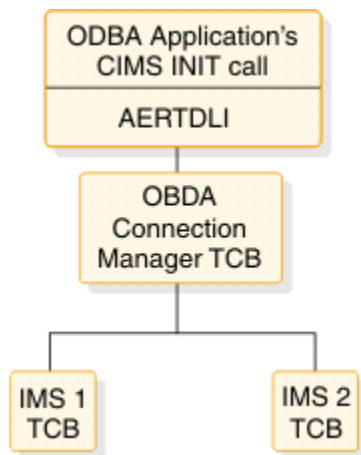 ODBA Application's
CIMS INIT call
AERTDLI
OBDA
Connection
Manager TCB
IMS 1
TCB
IMS 2
TCB